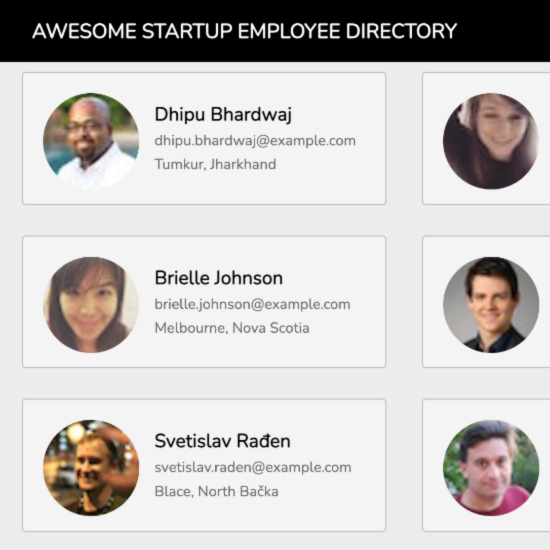 AWESOME STARTUP EMPLOYEE DIRECTORY
Dhipu Bhardwaj
dhipu.bhardwaj@example.com
Tumkur, Jharkhand
Brielle Johnson
brielle.johnson@example.com
Melbourne, Nova Scotia
Svetislav Rađen
svetislav.raden@example.com
Blace, North Bačka